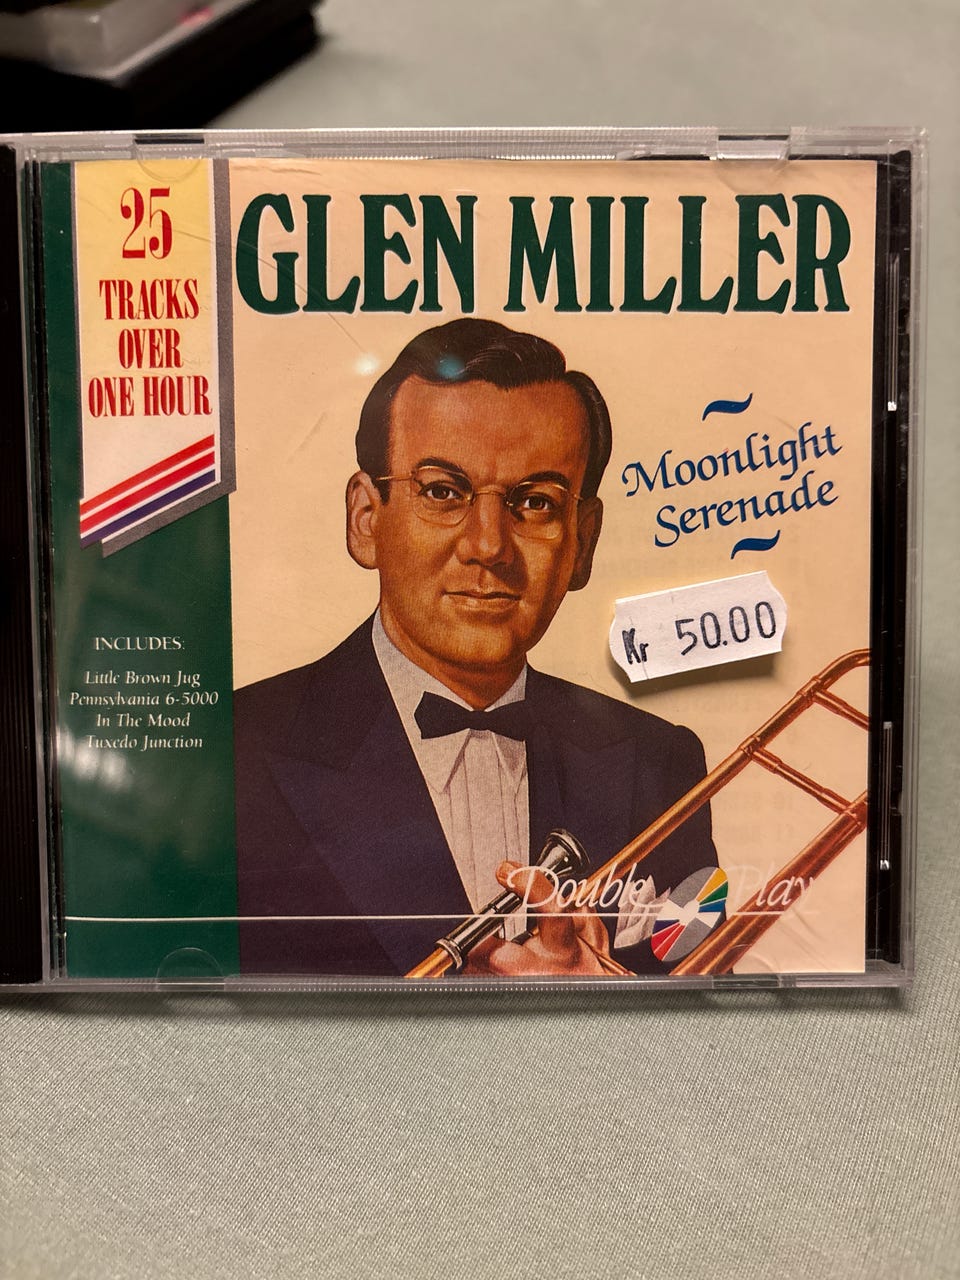 25
TRACKS
OVER
ONE HOUR
GLEN MILLER
Moonlight
Serenade
Kr 50.00
INCLUDES:
Little Brown Jug
Pennsylvania 6-5000
In The Mood
Tuxedo Junction
Double Play